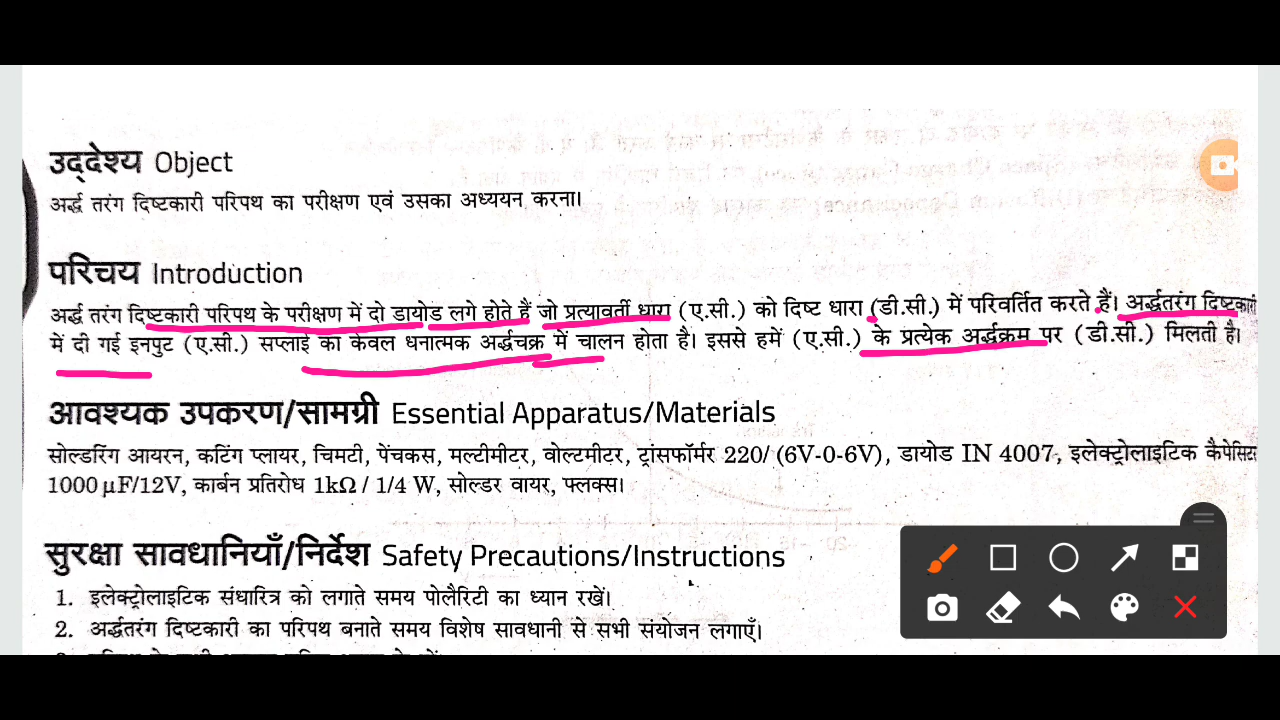 उद्देश्य Object
अर्द्ध तरंग दिष्टकारी परिपथ का परीक्षण एवं उसका अध्ययन करना।
परिचय Introduction
अर्द्ध तरंग दिष्टकारी परिपथ के परीक्षण में दो डायोड लगे होते हैं जो प्रत्यावर्ती धारा (ए.सी.) को दिष्ट धारा (डी.सी.) में परिवर्तित करते हैं। अर्द्धतरंग दिष्टकारी
में दी गई इनपुट (ए.सी.) सप्लाई का केवल धनात्मक अर्द्धचक्र में चालन होता है। इससे हमें (ए.सी.) के प्रत्येक अर्द्धक्रम पर (डी.सी.) मिलती है।
आवश्यक उपकरण/सामग्री Essential Apparatus/Materials
सोल्डरिंग आयरन, कटिंग प्लायर, चिमटी, पेंचकस, मल्टीमीटर, वोल्टमीटर, ट्रांसफॉर्मर 220/ (6V-0-6V), डायोड IN 4007, इलेक्ट्रोलाइटिक
1000 µF/12V, कार्बन प्रतिरोध 1kΩ / 1/4 W, सोल्डर वायर, फ्लक्स।
सुरक्षा सावधानियाँ/निर्देश Safety Precautions/Instructions
1. इलेक्ट्रोलाइटिक संधारित्र को लगाते समय पोलैरिटी का ध्यान रखें।
2. अर्द्धतरंग दिष्टकारी का परिपथ बनाते समय विशेष सावधानी से सभी संयोजन लगाएँ।